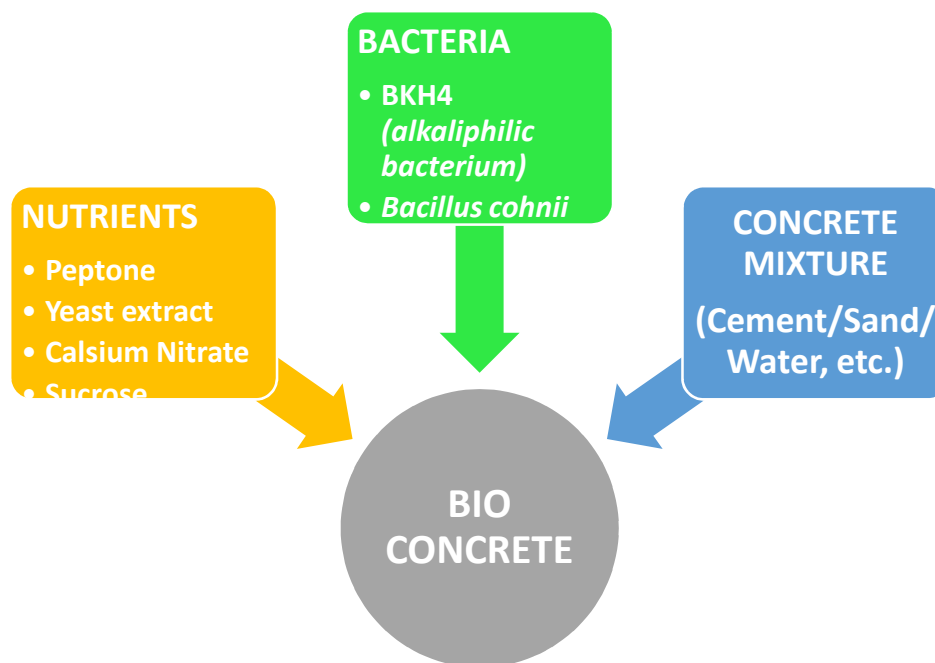 BACTERIA
• BKH4
(alkaliphilic
bacterium)
• Bacillus cohnii
NUTRIENTS
• Peptone
• Yeast extract
• Calsium Nitrate
• Sucrose
CONCRETE
MIXTURE
(Cement/Sand/
Water, etc.)
BIO
CONCRETE